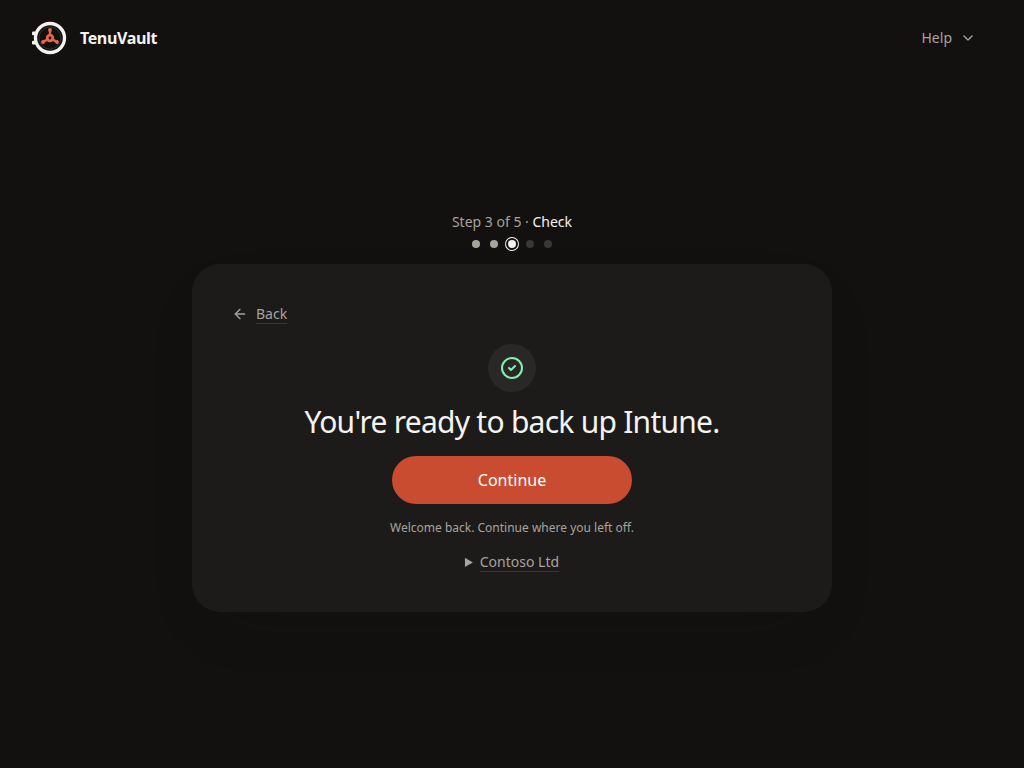 TenuVault
Help
Step 3 of 5 · Check
Back
You're ready to back up Intune.
Continue
Welcome back. Continue where you left off.
Contoso Ltd